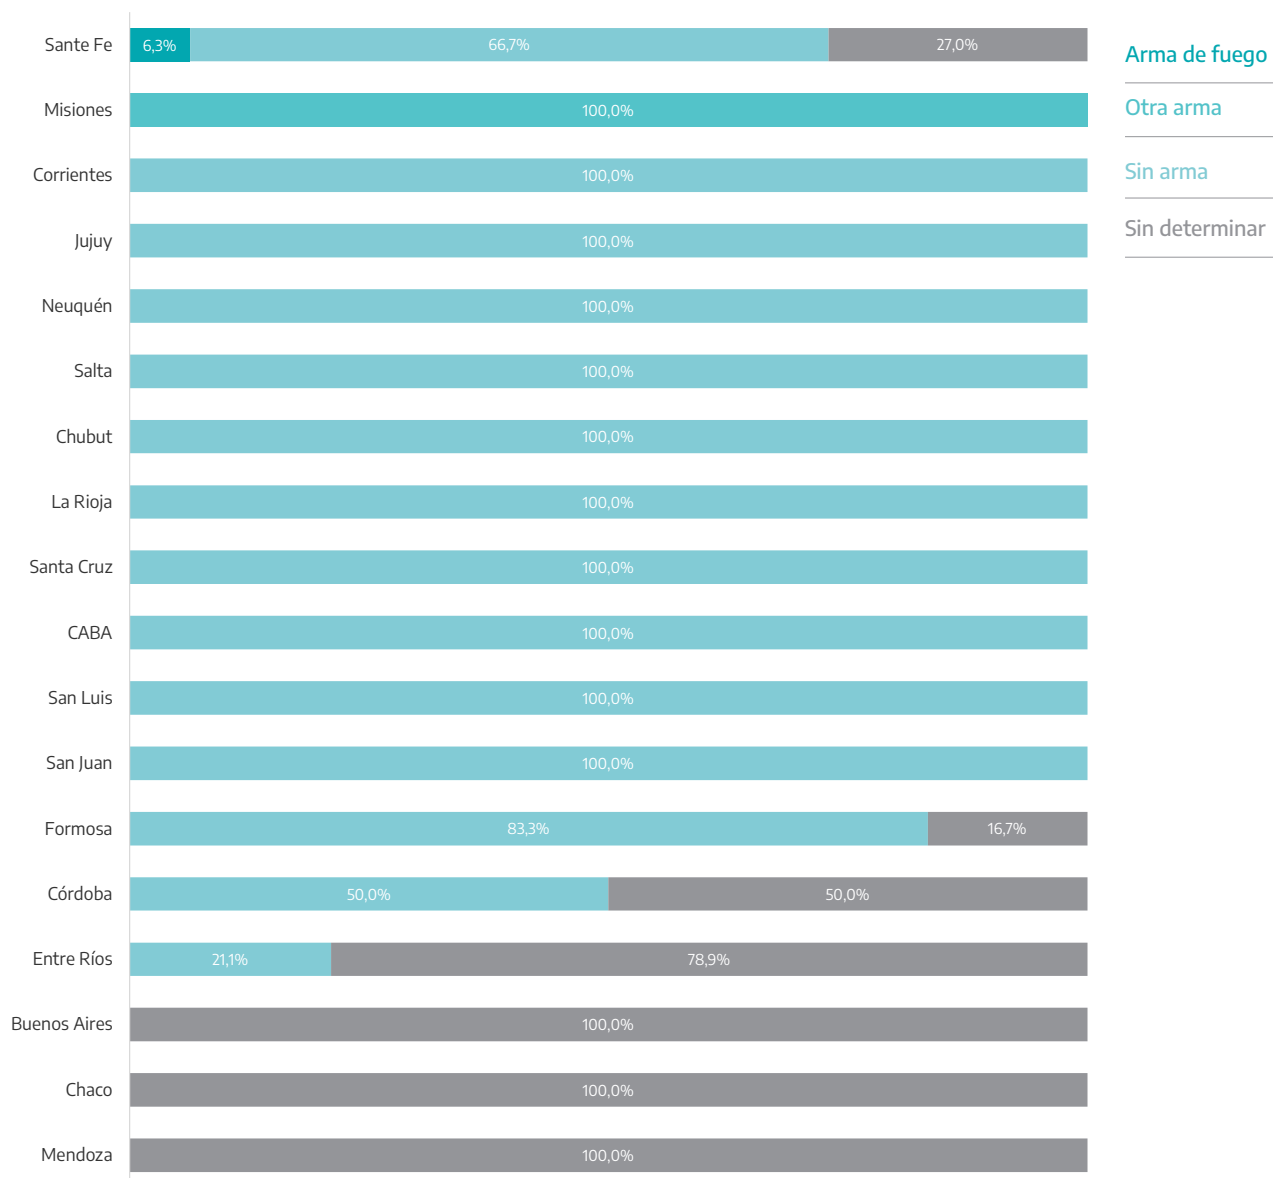 Sante Fe 6,3% 66,7% 27,0%
Misiones 100,0%
Corrientes 100,0%
Jujuy 100,0%
Neuquén 100,0%
Salta 100,0%
Chubut 100,0%
La Rioja 100,0%
Santa Cruz 100,0%
CABA 100,0%
San Luis 100,0%
San Juan 100,0%
Formosa 83,3% 16,7%
Córdoba 50,0% 50,0%
Entre Ríos 21,1% 78,9%
Buenos Aires 100,0%
Chaco 100,0%
Mendoza 100,0%
Arma de fuego
Otra arma
Sin arma
Sin determinar